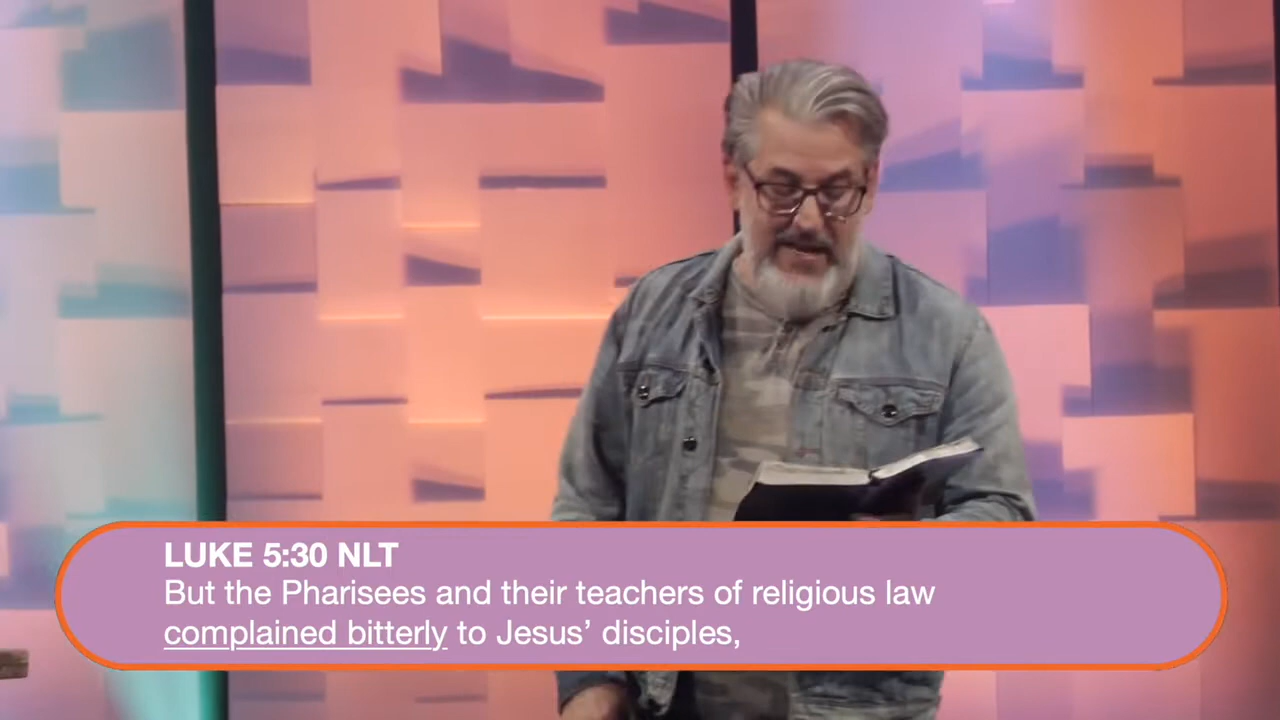 LUKE 5:30 NLT
But the Pharisees and their teachers of religious law
complained bitterly to Jesus’ disciples,